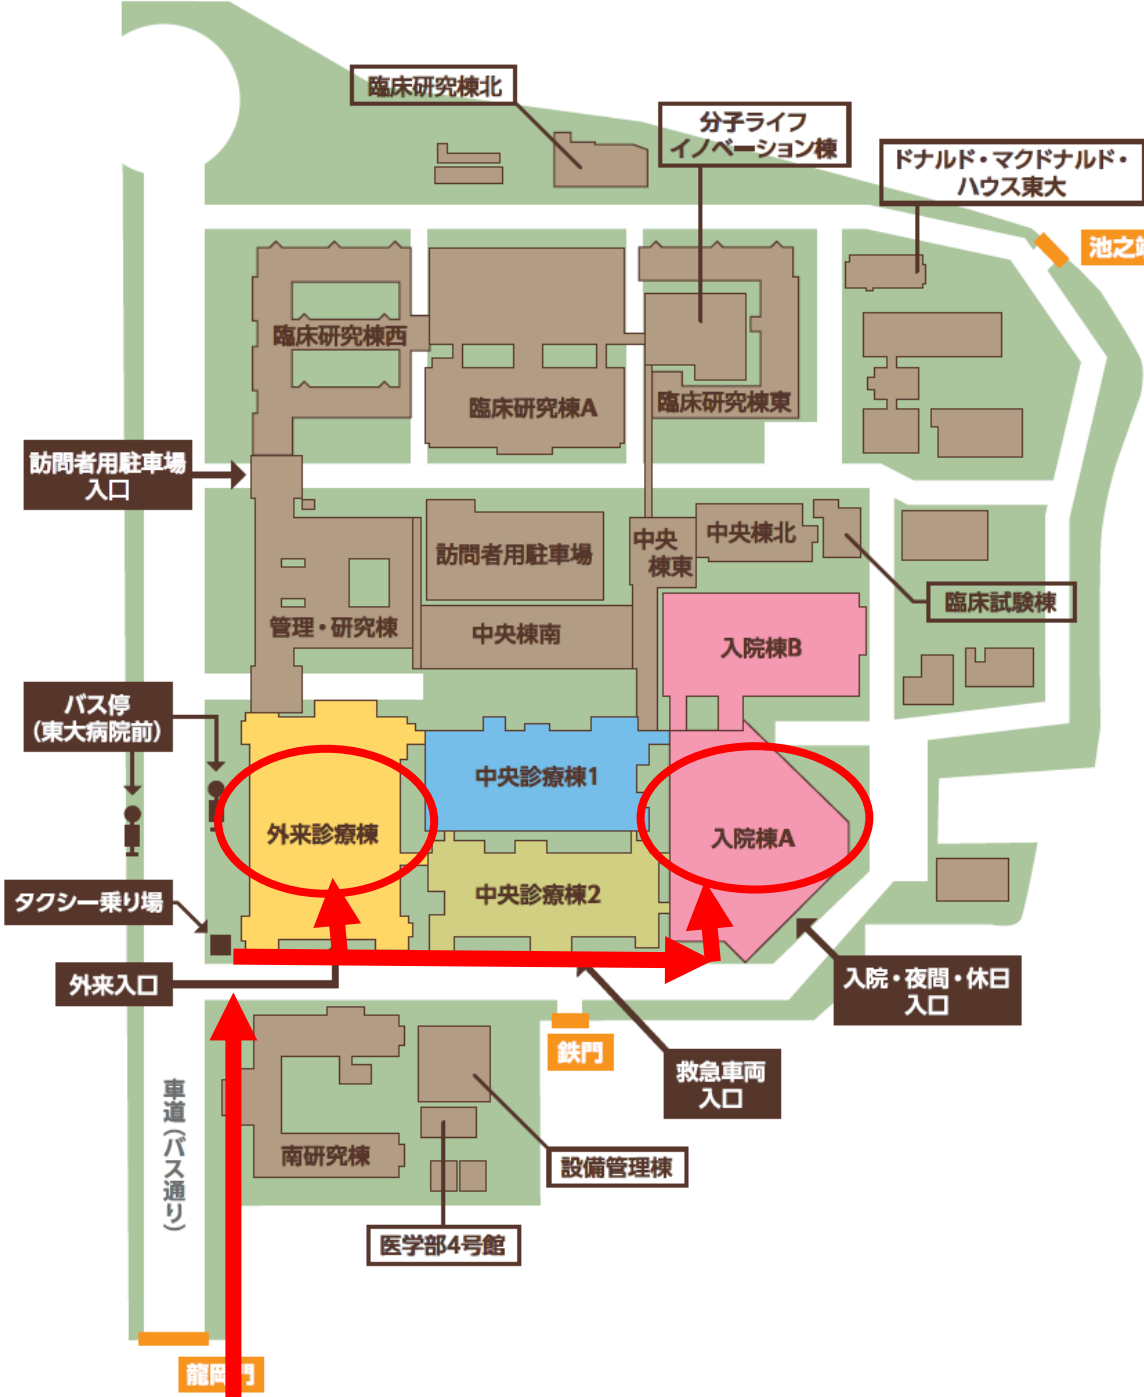 臨床研究棟北
分子ライフ
イノベーション棟
ドナルド・マクドナルド・
ハウス東大
池之端
臨床研究棟西
臨床研究棟A
臨床研究棟東
訪問者用駐車場
入口
訪問者用駐車場
中央
棟東
中央棟北
臨床試験棟
管理・研究棟
中央棟南
入院棟B
バス停
(東大病院前)
中央診療棟1
外来診療棟
入院棟A
中央診療棟2
タクシー乗り場
外来入口
入院・夜間・休日
入口
鉄門
救急車両
入口
車道(バス通り)
南研究棟
設備管理棟
医学部4号館
龍岡門